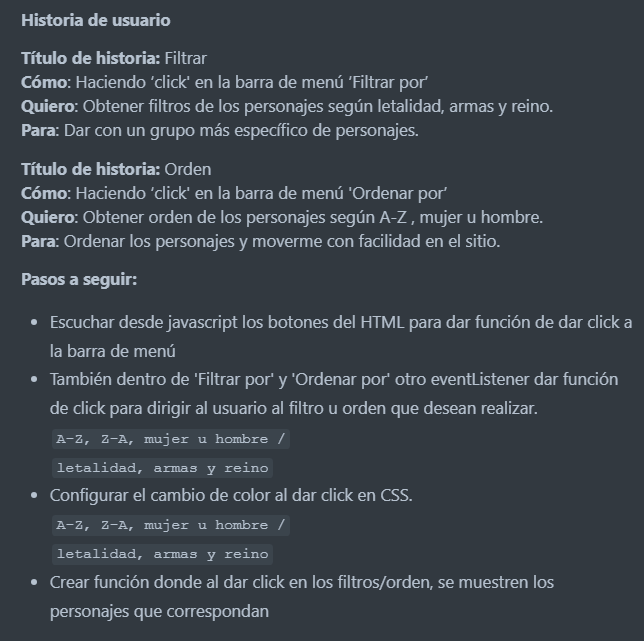 Historia de usuario
Título de historia: Filtrar
Cómo: Haciendo ‘click' en la barra de menú ‘Filtrar por’
Quiero: Obtener filtros de los personajes según letalidad, armas y reino.
Para: Dar con un grupo más específico de personajes.
Título de historia: Orden
Cómo: Haciendo ‘click' en la barra de menú 'Ordenar por’
Quiero: Obtener orden de los personajes según A-Z , mujer u hombre.
Para: Ordenar los personajes y moverme con facilidad en el sitio.
Pasos a seguir:
• Escuchar desde javascript los botones del HTML para dar función de dar click a
la barra de menú
• También dentro de 'Filtrar por' y 'Ordenar por' otro eventListener dar función
de click para dirigir al usuario al filtro u orden que desean realizar.
A-Z, Z-A, mujer u hombre /
letalidad, armas y reino
• Configurar el cambio de color al dar click en CSS.
A-Z, Z-A, mujer u hombre /
letalidad, armas y reino
• Crear función donde al dar click en los filtros/orden, se muestren los
personajes que correspondan